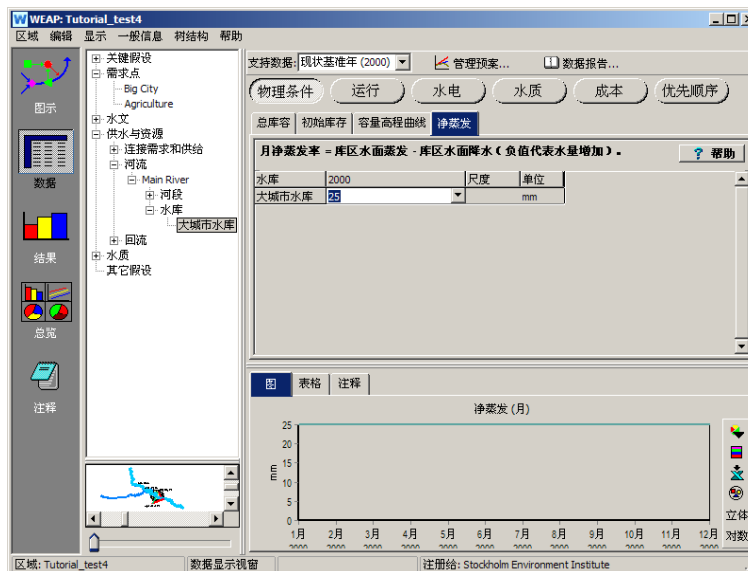 WEAP: Tutorial_test4
区域 编辑 显示 一般信息 树结构 帮助
图示
数据
结果
总览
注释
关键假设
需求点
Big City
Agriculture
水文
供水与资源
连接需求和供给
河流
Main River
河段
水库
大城市水库
回流
水质
其它假设
支持数据: 现状基准年 (2000) 管理预案... 数据报告...
物理条件 运行 水电 水质 成本 优先顺序
总库容 初始库存 容量高程曲线 净蒸发
月净蒸发率 = 库区水面蒸发 - 库区水面降水 ( 负值代表水量增加 ) . ? 帮助
水库 2000 尺度 单位
大城市水库 25 mm
图 表格 注释
净蒸发 (月)
25
20
15
10
5
0
mm
1月 2月 3月 4月 5月 6月 7月 8月 9月 10月 11月 12月
2000 2000 2000 2000 2000 2000 2000 2000 2000 2000 2000 2000
立体
对数
区域: Tutorial_test4 数据显示视窗 注册给: Stockholm Environment Institute